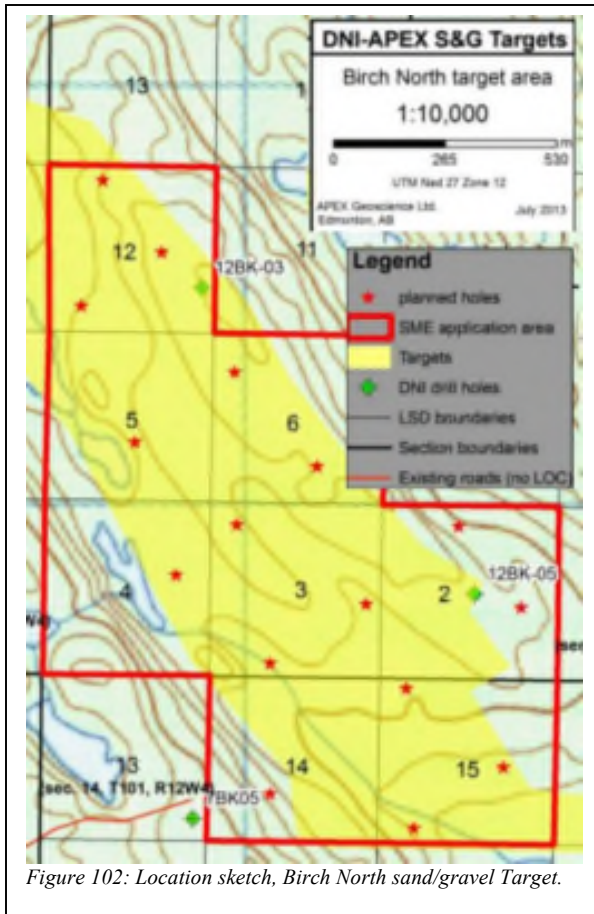 DNI-APEX S&G Targets
Birch North target area
1:10,000
m
0 265 530
UTM Nad 27 Zone 12
APEX Geoscience Ltd.
Edmonton, AB
July 2013
13
11
12
12BK-03
Legend
planned holes
SME application area
Targets
DNI drill holes
LSD boundaries
Section boundaries
Existing roads (no LOC)
5
6
12BK-05
4
3
2
13
14
15
(sec. 14, T101, R12W4)
7BK05
Figure 102: Location sketch, Birch North sand/gravel Target.